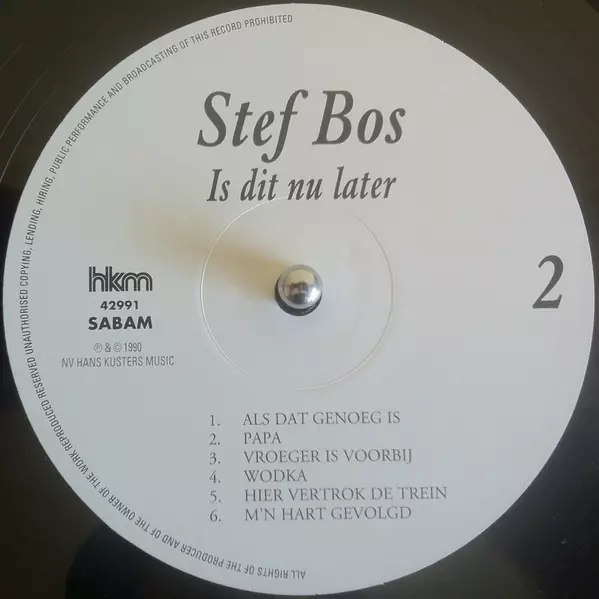 ALL RIGHTS OF THE PRODUCER AND OF THE OWNER OF THE WORK REPRODUCED RESERVED UNAUTHORISED COPYING, LENDING, HIRING, PUBLIC PERFORMANCE AND BROADCASTING OF THIS RECORD PROHIBITED
Stef Bos
Is dit nu later
hkm
42991
SABAM
℗ & © 1990
NV HANS KUSTERS MUSIC
2
1. ALS DAT GENOEG IS
2. PAPA
3. VROEGER IS VOORBIJ
4. WODKA
5. HIER VERTROK DE TREIN
6. M'N HART GEVOLGD